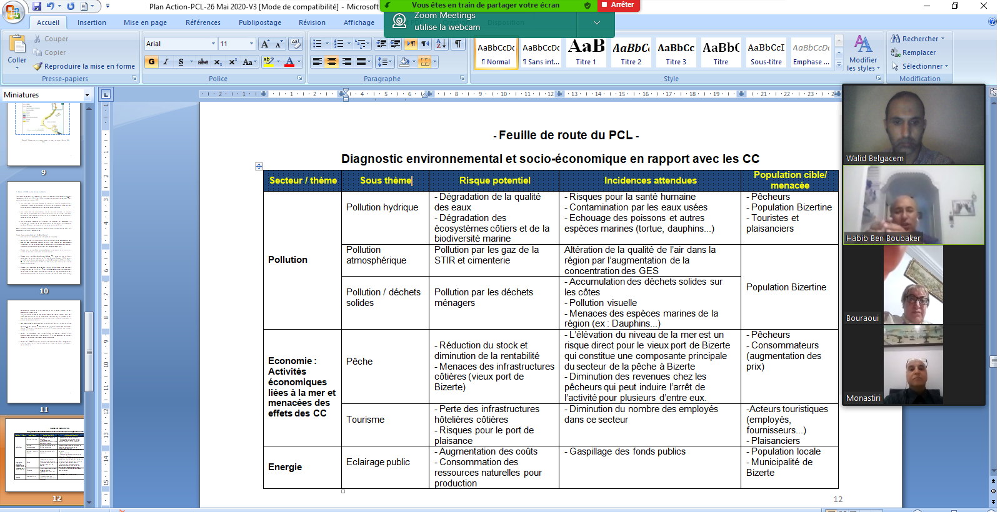 Plan Action-PCL-26 Mai 2020-V3 [Mode de compatibilité] - Microsoft
Vous êtes en train de partager votre écran
Arrêter
Zoom Meetings
utilise la webcam
Accueil
Insertion
Mise en page
Références
Publipostage
Révision
Affichage
Disposition
Coller
Couper
Copier
Reproduire la mise en forme
Presse-papiers
Arial
11
Police
Paragraphe
AaBbCcDc
¶ Normal
AaBbCcDc
¶ Sans int...
AaB
Titre 1
AaBbCc
Titre 2
AaBbCc
Titre 3
AaBbC
Titre
AaBbCcI
Sous-titre
AaBbCcDc
Emphase ...
Modifier
les styles
Style
Rechercher
Remplacer
Sélectionner
Modification
Miniatures
9
10
11
12
- Feuille de route du PCL -
Diagnostic environnemental et socio-économique en rapport avec les CC
Secteur / thème
Sous thème
Risque potentiel
Incidences attendues
Population cible/
menacée
Pollution
Pollution hydrique
- Dégradation de la qualité
des eaux
- Dégradation des
écosystèmes côtiers et de la
biodiversité marine
- Risques pour la santé humaine
- Contamination par les eaux usées
- Echouage des poissons et autres
espèces marines (tortue, dauphins...)
- Pêcheurs
- Population Bizertine
- Touristes et
plaisanciers
Pollution
atmosphérique
Pollution par les gaz de la
STIR et cimenterie
Altération de la qualité de l'air dans la
région par l'augmentation de la
concentration des GES
Population Bizertine
Pollution / déchets
solides
Pollution par les déchets
ménagers
- Accumulation des déchets solides sur
les côtes
- Pollution visuelle
- Menaces des espèces marines de la
région (ex : Dauphins...)
Economie :
Activités
économiques
liées à la mer et
menacées des
effets des CC
Pêche
- Réduction du stock et
diminution de la rentabilité
- Menaces des infrastructures
côtières (vieux port de
Bizerte)
- L'élévation du niveau de la mer est un
risque direct pour le vieux port de Bizerte
qui constitue une composante principale
du secteur de la pêche à Bizerte
- Diminution des revenues chez les
pêcheurs qui peut induire l'arrêt de
l'activité pour plusieurs d'entre eux.
- Pêcheurs
- Consommateurs
(augmentation des
prix)
Tourisme
- Perte des infrastructures
hôtelières côtières
- Risques pour le port de
plaisance
- Diminution du nombre des employés
dans ce secteur
-Acteurs touristiques
(employés,
fournisseurs...)
- Plaisanciers
Energie
Eclairage public
- Augmentation des coûts
- Consommation des
ressources naturelles pour
production
- Gaspillage des fonds publics
- Population locale
- Municipalité de
Bizerte
12
Walid Belgacem
Habib Ben Boubaker
Bouraoui
Monastiri